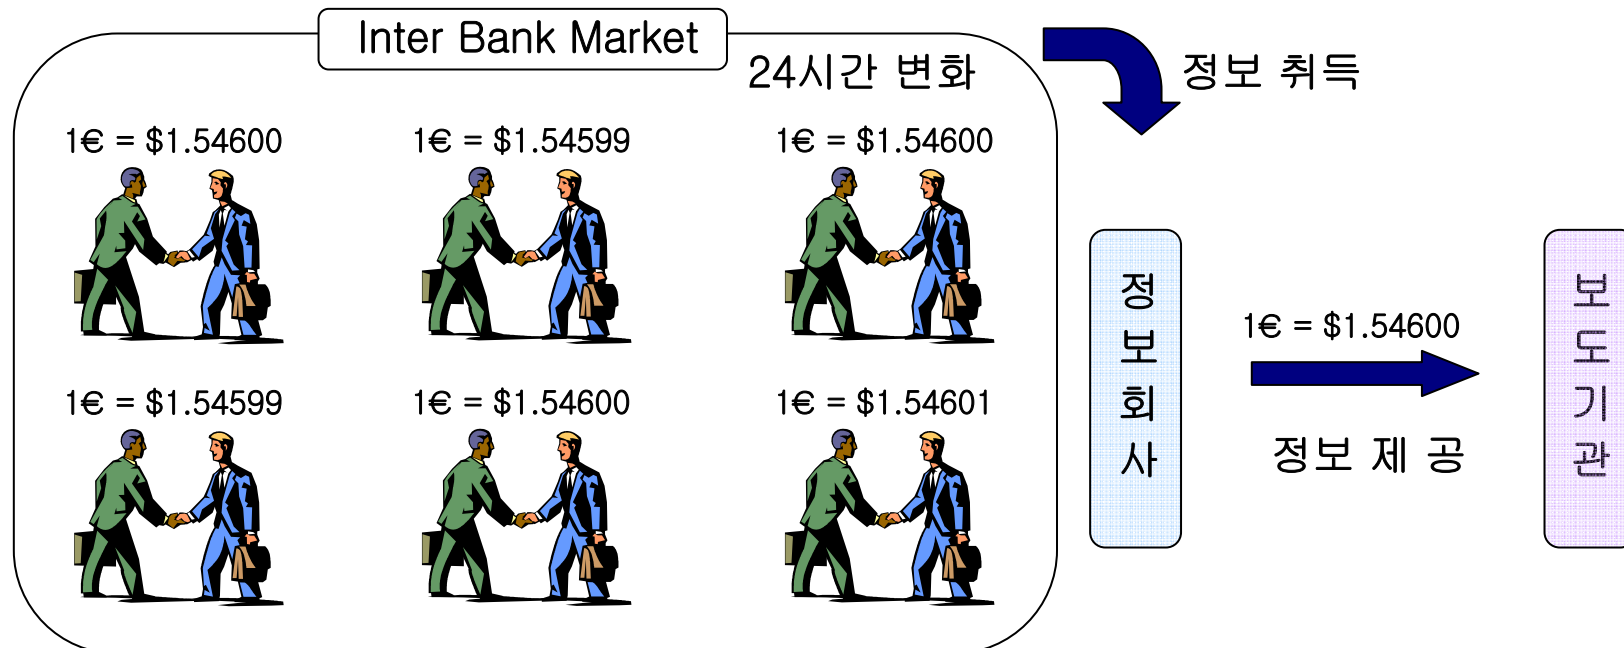 Inter Bank Market
24시간 변화
정보 취득
1€ = $1.54600
1€ = $1.54599
1€ = $1.54600
1€ = $1.54599
1€ = $1.54600
1€ = $1.54601
정보회사
1€ = $1.54600
정보 제 공
보도기관